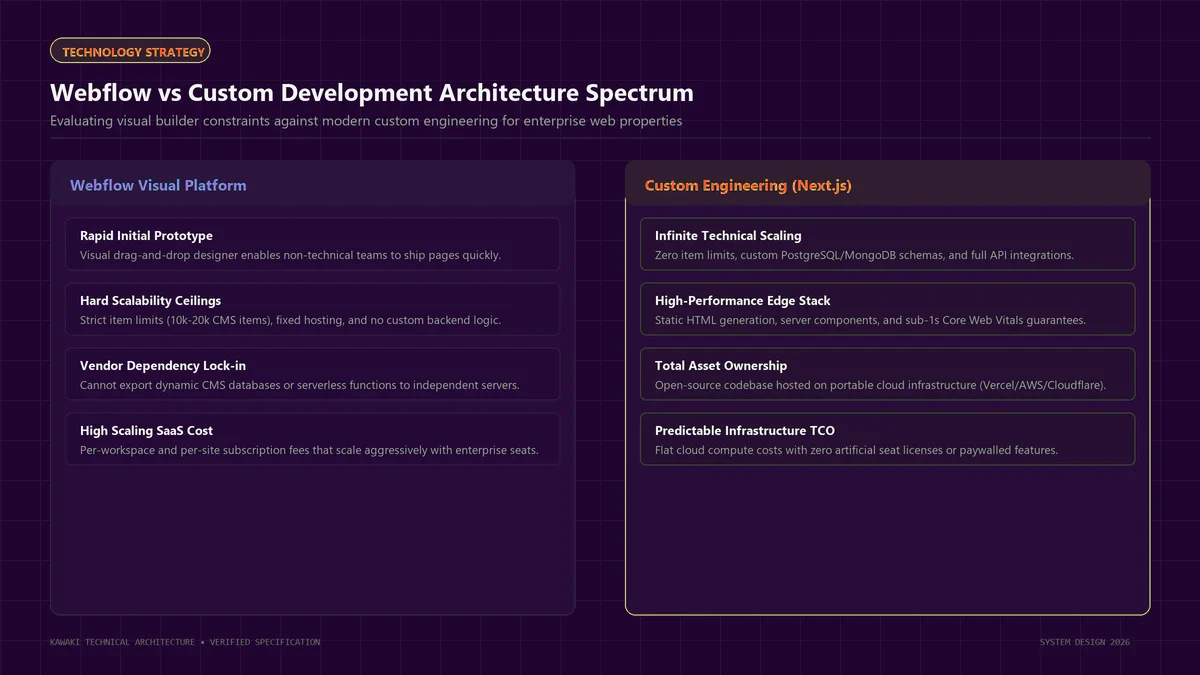 TECHNOLOGY STRATEGY
Webflow vs Custom Development Architecture Spectrum
Evaluating visual builder constraints against modern custom engineering for enterprise web properties
Webflow Visual Platform
Rapid Initial Prototype
Visual drag-and-drop designer enables non-technical teams to ship pages quickly.
Hard Scalability Ceilings
Strict item limits (10k-20k CMS items), fixed hosting, and no custom backend logic.
Vendor Dependency Lock-in
Cannot export dynamic CMS databases or serverless functions to independent servers.
High Scaling SaaS Cost
Per-workspace and per-site subscription fees that scale aggressively with enterprise seats.
Custom Engineering (Next.js)
Infinite Technical Scaling
Zero item limits, custom PostgreSQL/MongoDB schemas, and full API integrations.
High-Performance Edge Stack
Static HTML generation, server components, and sub-1s Core Web Vitals guarantees.
Total Asset Ownership
Open-source codebase hosted on portable cloud infrastructure (Vercel/AWS/Cloudflare).
Predictable Infrastructure TCO
Flat cloud compute costs with zero artificial seat licenses or paywalled features.
KAWAKI TECHNICAL ARCHITECTURE • VERIFIED SPECIFICATION
SYSTEM DESIGN 2026